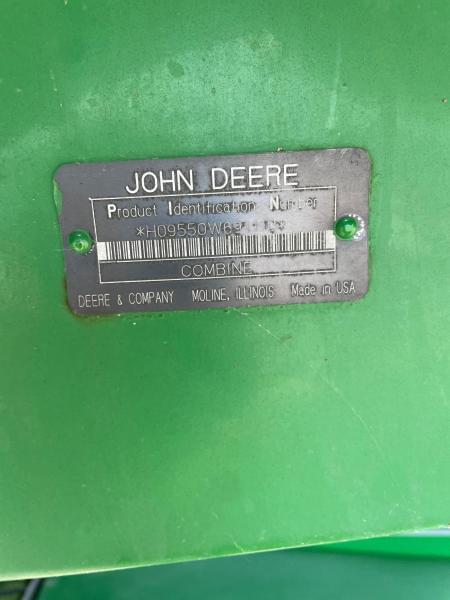 JOHN DEERE
Product Identification Number
COMBINE
DEERE & COMPANY MOLINE, ILLINOIS Made in USA